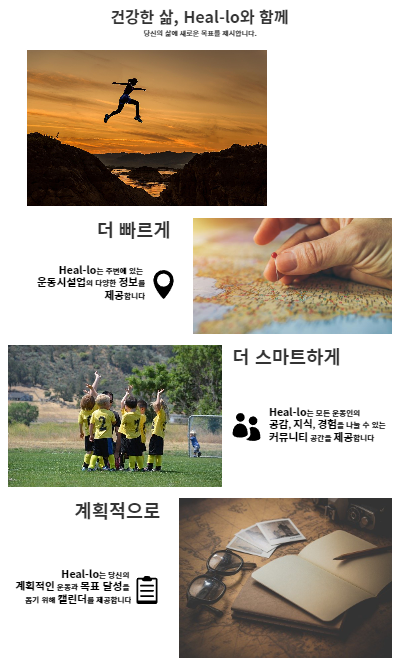 건강한 삶, Heal-lo와 함께
당신의 삶에 새로운 목표를 제시합니다.
더 빠르게
Heal-lo는 주변에 있는
운동시설업의 다양한 정보를
제공합니다
더 스마트하게
Heal-lo는 모든 운동인의
공감, 지식, 경험을 나눌 수 있는
커뮤니티 공간을 제공합니다
계획적으로
Heal-lo는 당신의
계획적인 운동과 목표 달성을
돕기 위해 캘린더를 제공합니다